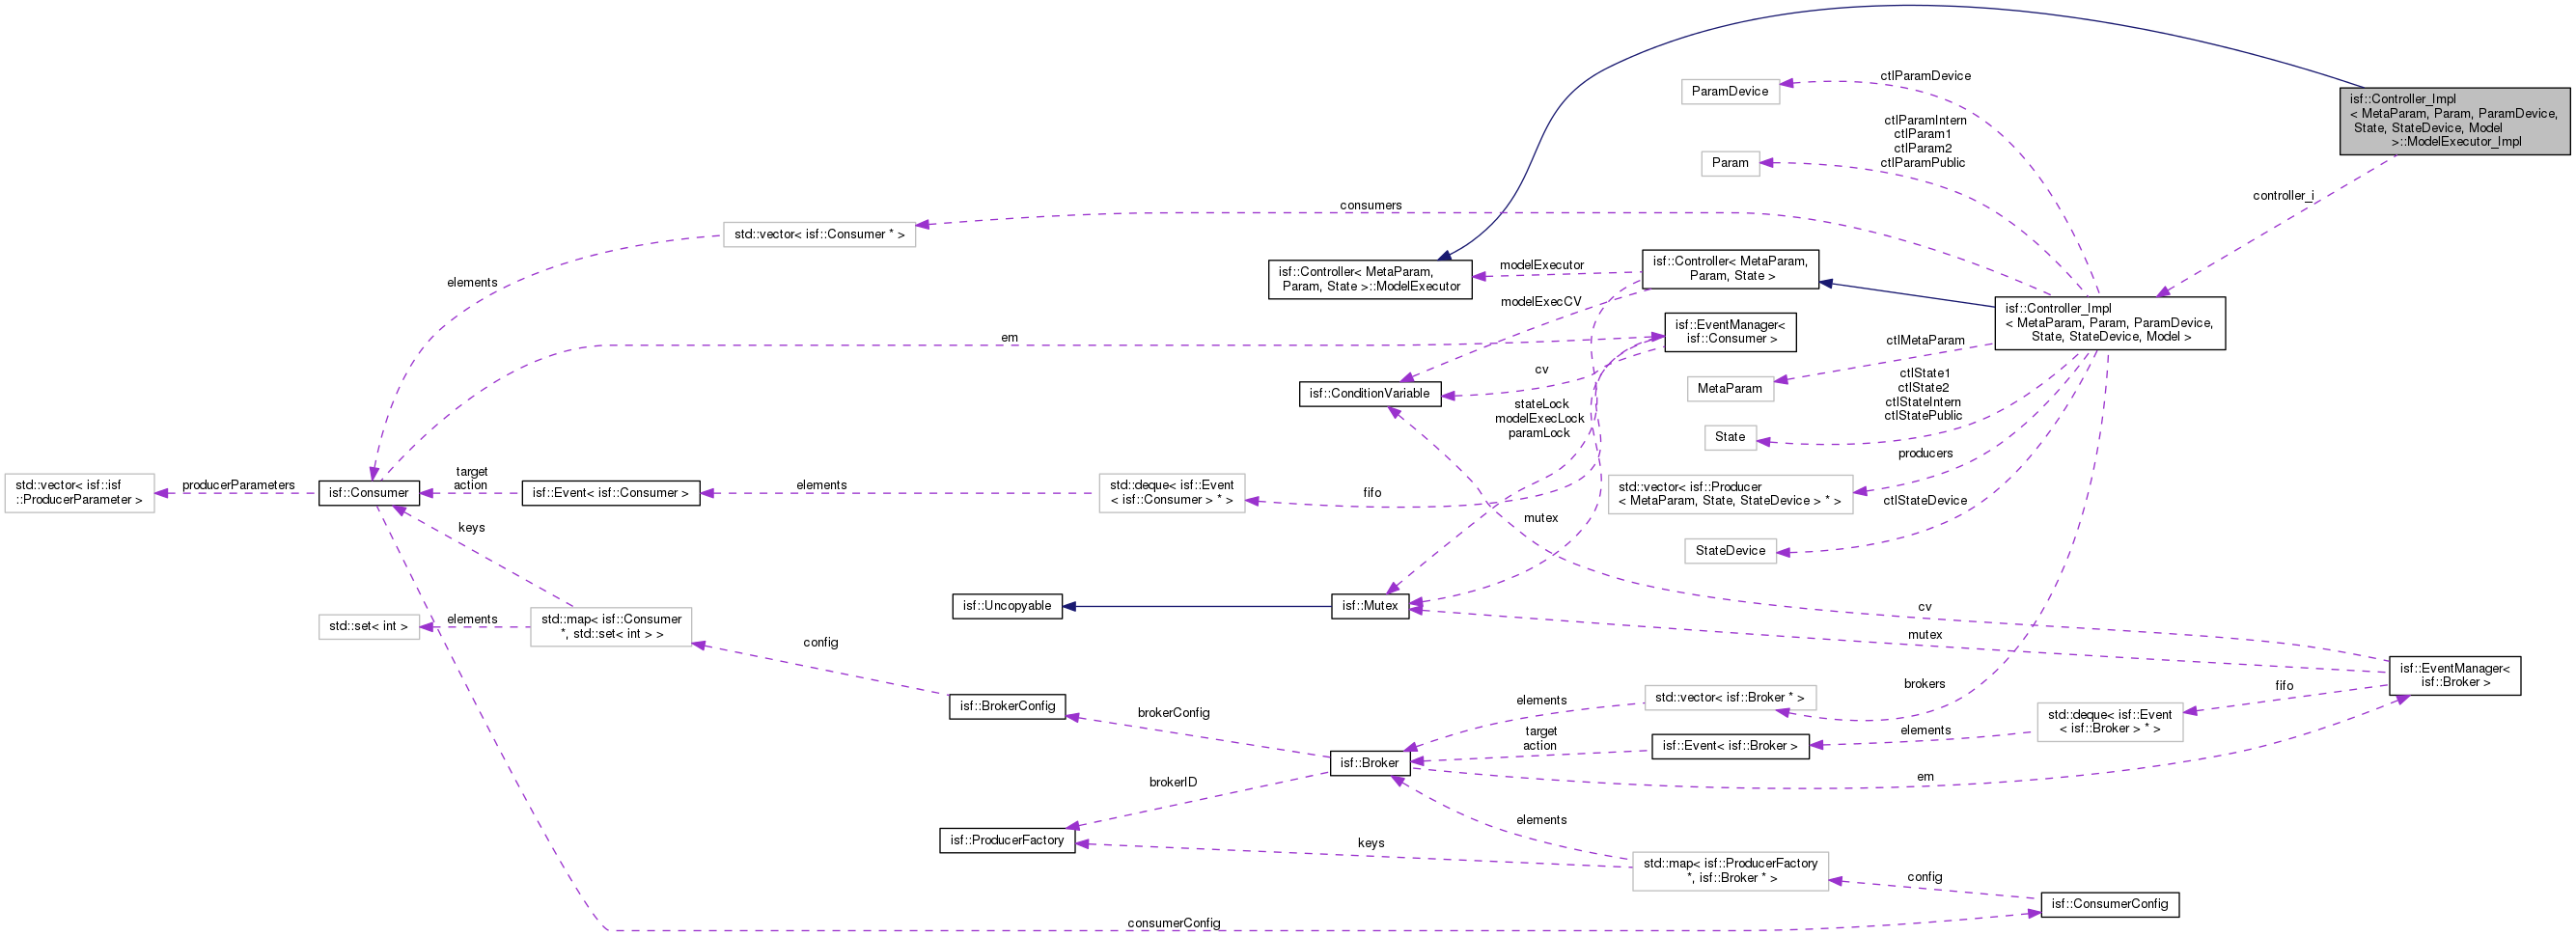 isf::Controller_Impl
< MetaParam, Param, ParamDevice,
State, StateDevice, Model
>::ModelExecutor_Impl
ctlParamDevice
ParamDevice
ctlParamIntern
ctlParam1
ctlParam2
ctlParamPublic
Param
controller_i
consumers
std::vector< isf::Consumer * >
elements
isf::Controller< MetaParam,
Param, State >::ModelExecutor
modelExecutor
isf::Controller< MetaParam,
Param, State >
modelExecCV
isf::Controller_Impl
< MetaParam, Param, ParamDevice,
State, StateDevice, Model >
isf::EventManager<
isf::Consumer >
em
ctlMetaParam
MetaParam
cv
isf::ConditionVariable
ctlState1
ctlState2
ctlStateIntern
ctlStatePublic
State
stateLock
modelExecLock
paramLock
producers
std::vector< isf::Producer
< MetaParam, State, StateDevice > * >
ctlStateDevice
StateDevice
std::vector< isf::isf
::ProducerParameter >
producerParameters
isf::Consumer
target
action
isf::Event< isf::Consumer >
elements
std::deque< isf::Event
< isf::Consumer > * >
fifo
mutex
keys
isf::Uncopyable
isf::Mutex
cv
mutex
std::set< int >
elements
std::map< isf::Consumer
*, std::set< int > >
config
isf::BrokerConfig
brokerConfig
elements
std::vector< isf::Broker * >
brokers
isf::EventManager<
isf::Broker >
fifo
std::deque< isf::Event
< isf::Broker > * >
elements
isf::Event< isf::Broker >
target
action
isf::Broker
em
brokerID
isf::ProducerFactory
elements
keys
std::map< isf::ProducerFactory
*, isf::Broker * >
config
isf::ConsumerConfig
consumerConfig